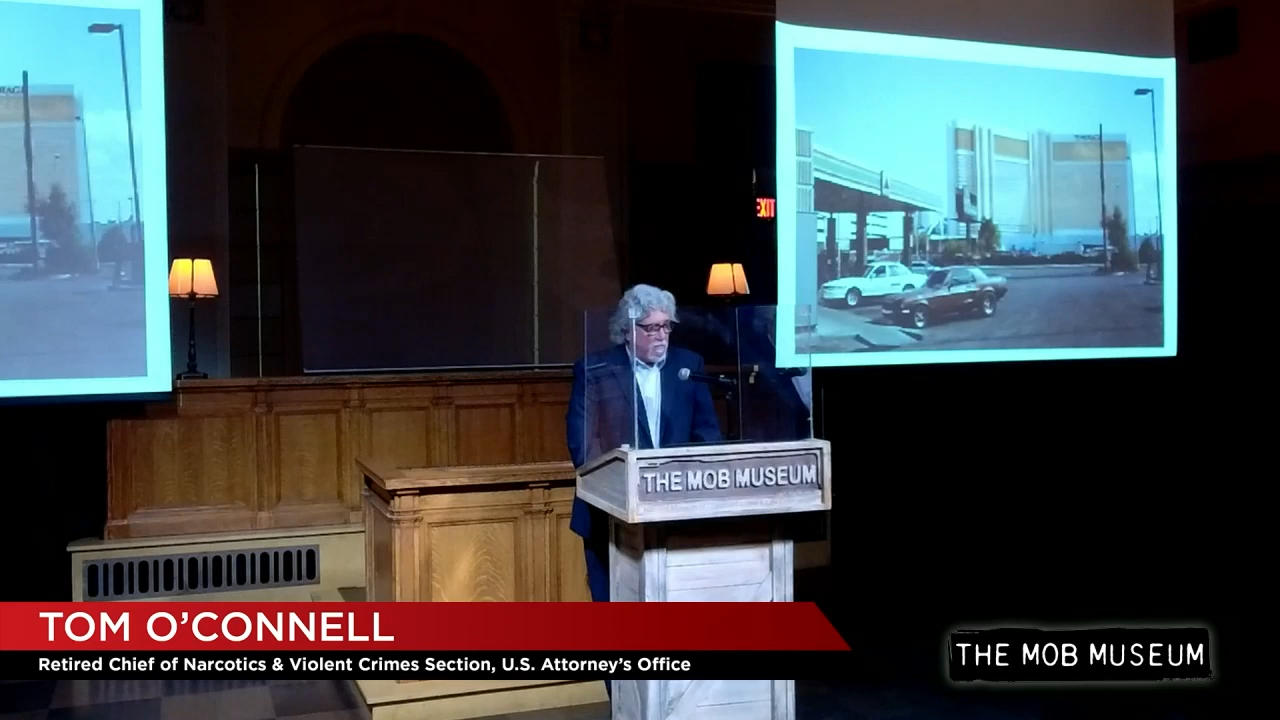 EXIT
THE MOB MUSEUM
TOM O'CONNELL
Retired Chief of Narcotics & Violent Crimes Section, U.S. Attorney's Office
THE MOB MUSEUM